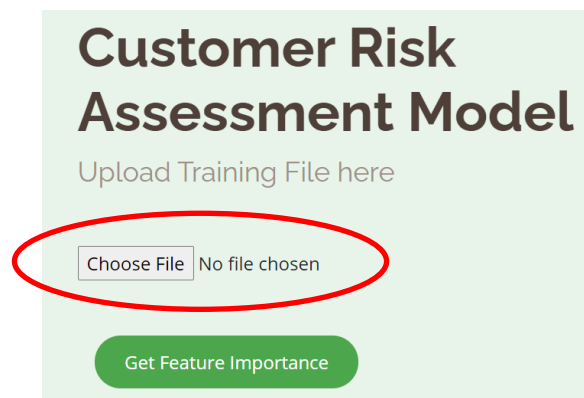 Customer Risk
Assessment Model
Upload Training File here
Choose File No file chosen
Get Feature Importance